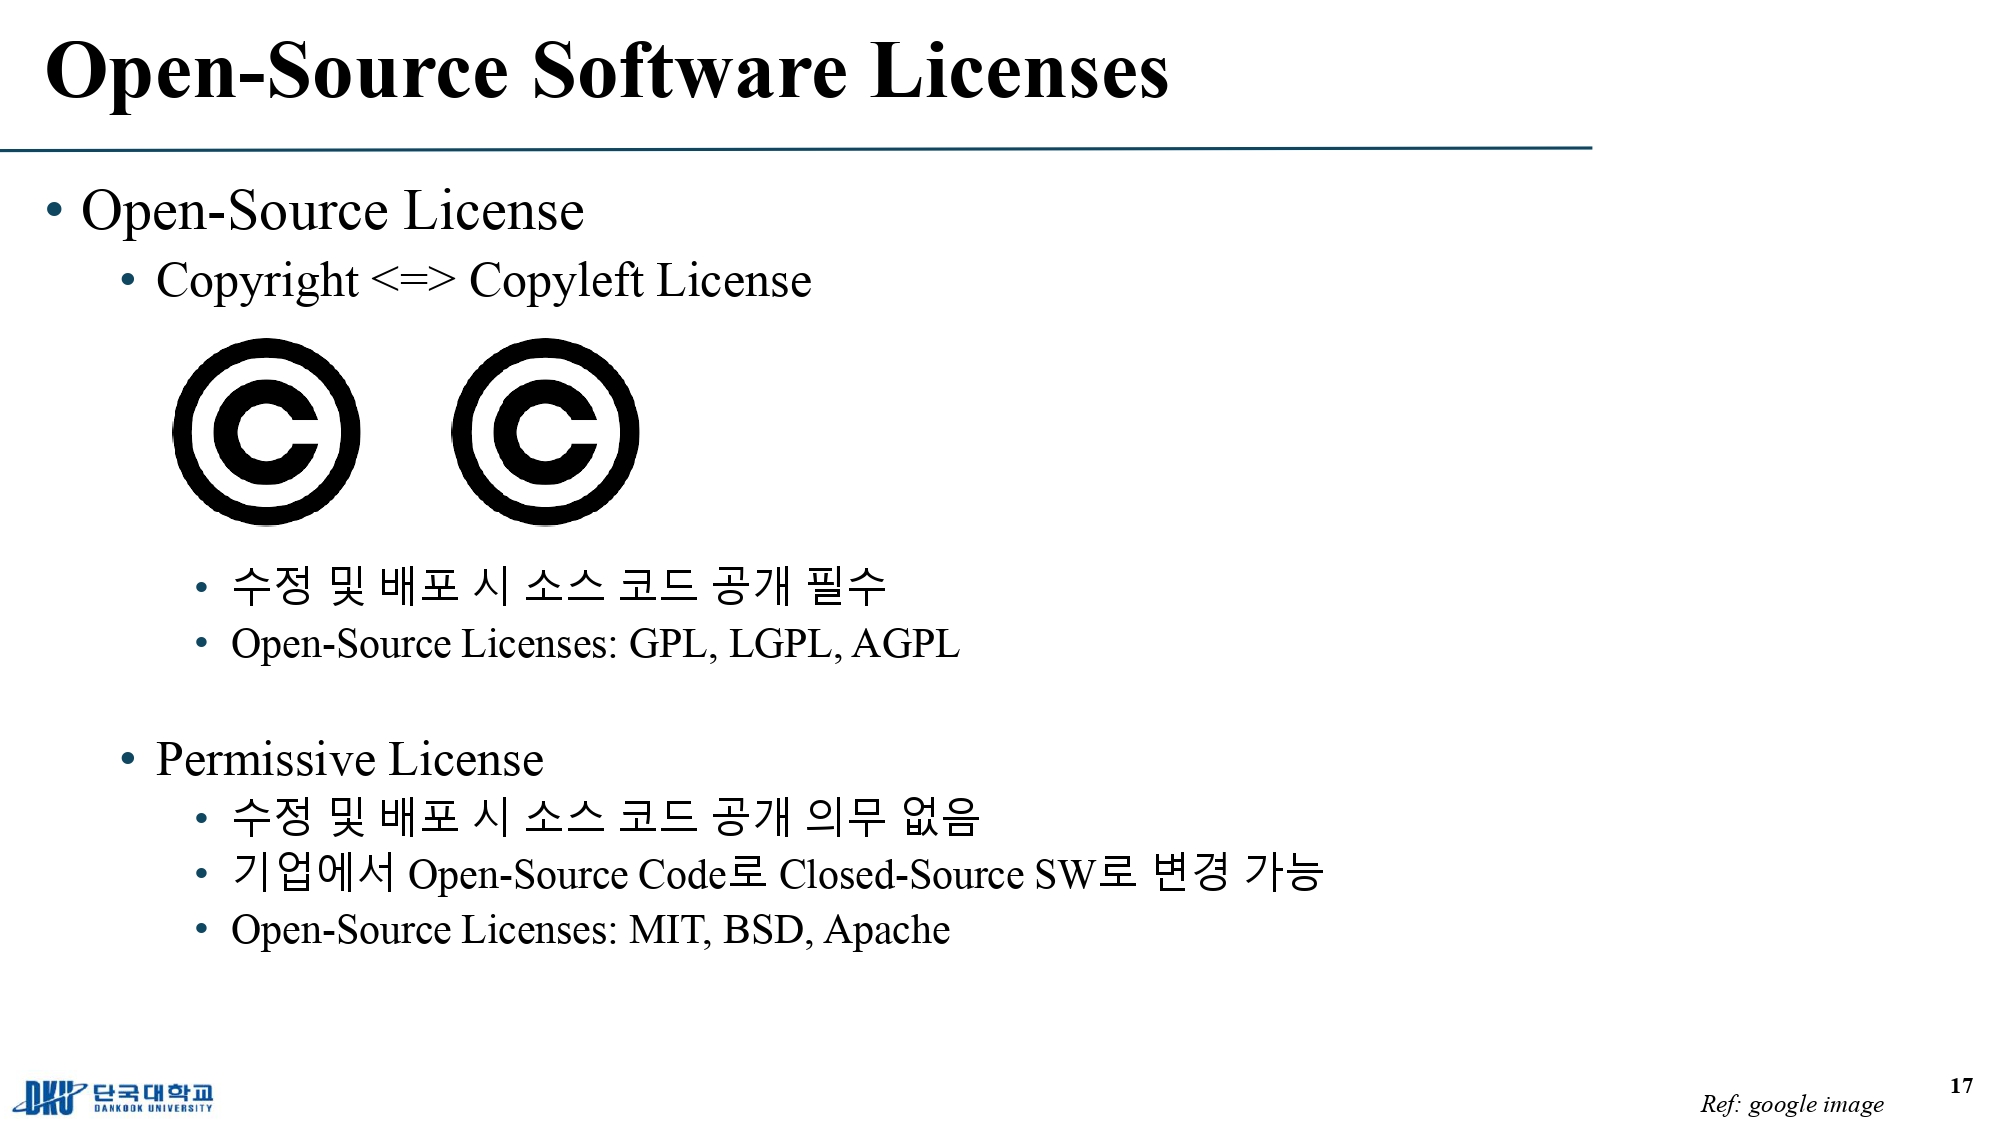 Open-Source Software Licenses
• Open-Source License
• Copyright <=> Copyleft License
© ©
• 수정 및 배포 시 소스 코드 공개 필수
• Open-Source Licenses: GPL, LGPL, AGPL
• Permissive License
• 수정 및 배포 시 소스 코드 공개 의무 없음
• 기업에서 Open-Source Code로 Closed-Source SW로 변경 가능
• Open-Source Licenses: MIT, BSD, Apache
DKU 단국대학교
DANKOOK UNIVERSITY
Ref: google image
17